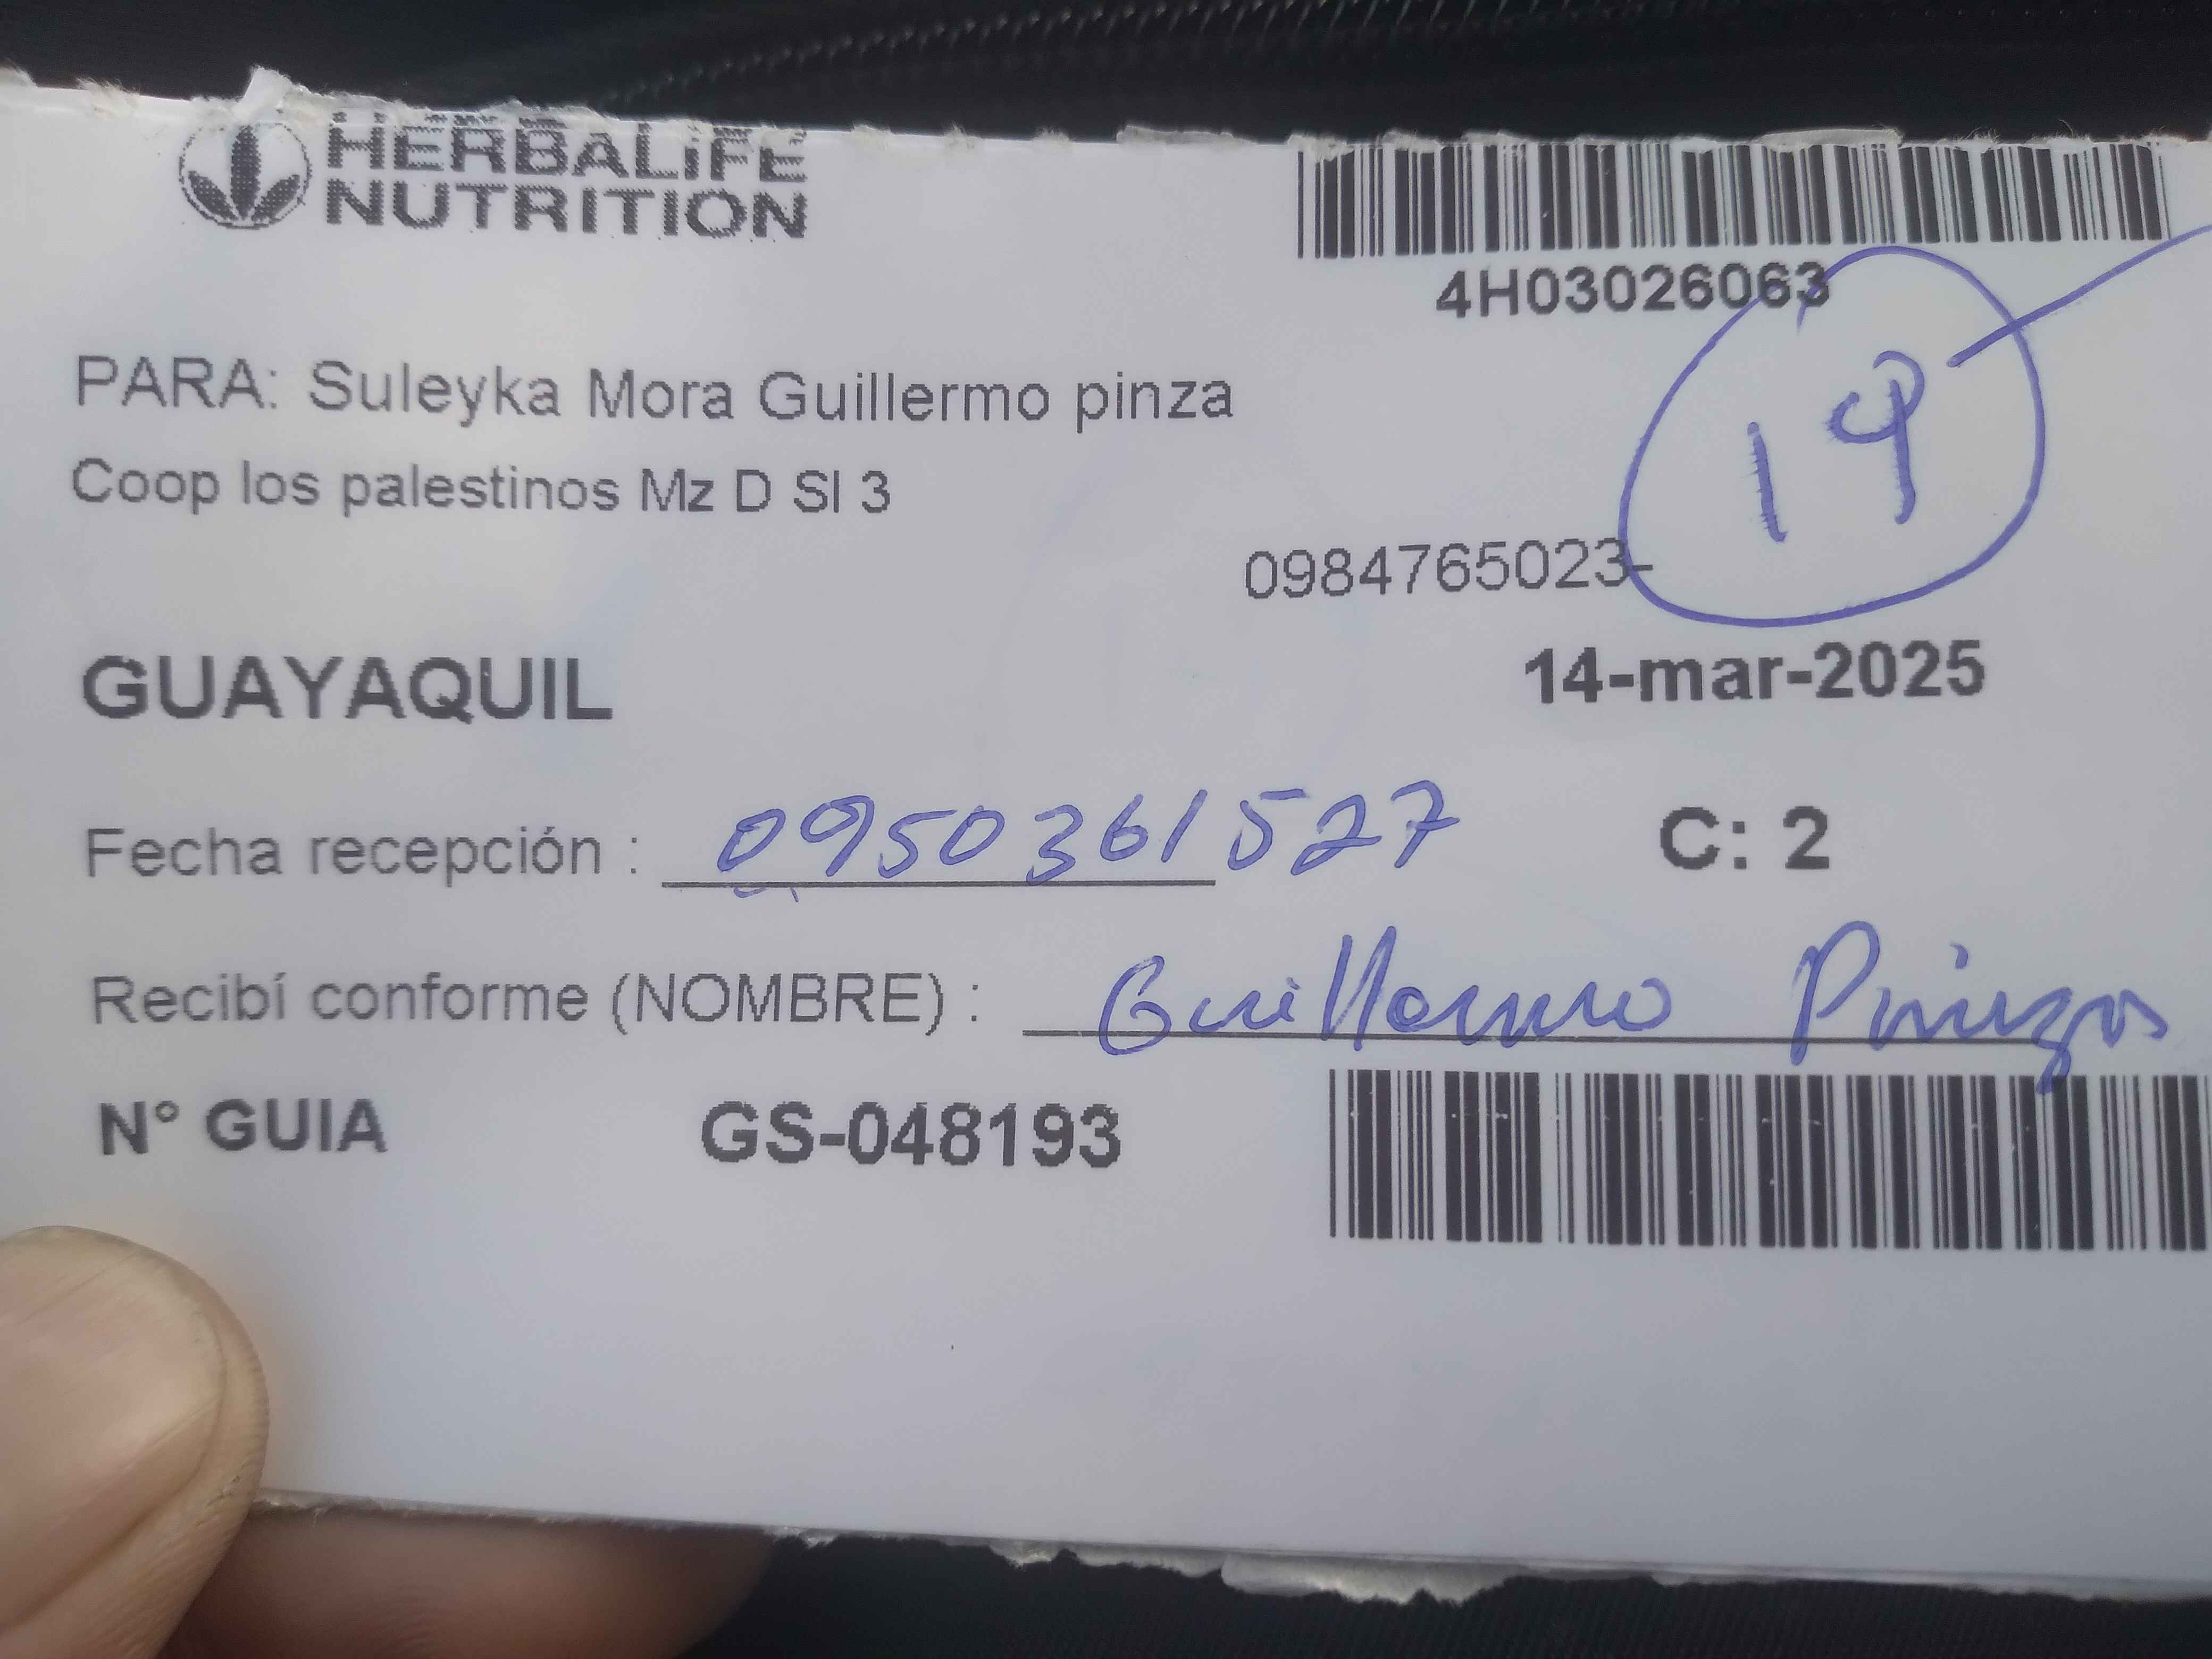 HERBALIFE
NUTRITION
4H03026063
19
PARA: Suleyka Mora Guillermo pinza
Coop los palestinos Mz D Sl 3
0984765023-
GUAYAQUIL
14-mar-2025
Fecha recepción : 0950361527
C: 2
Recibí conforme (NOMBRE) : Guillermo
N° GUIA GS-048193